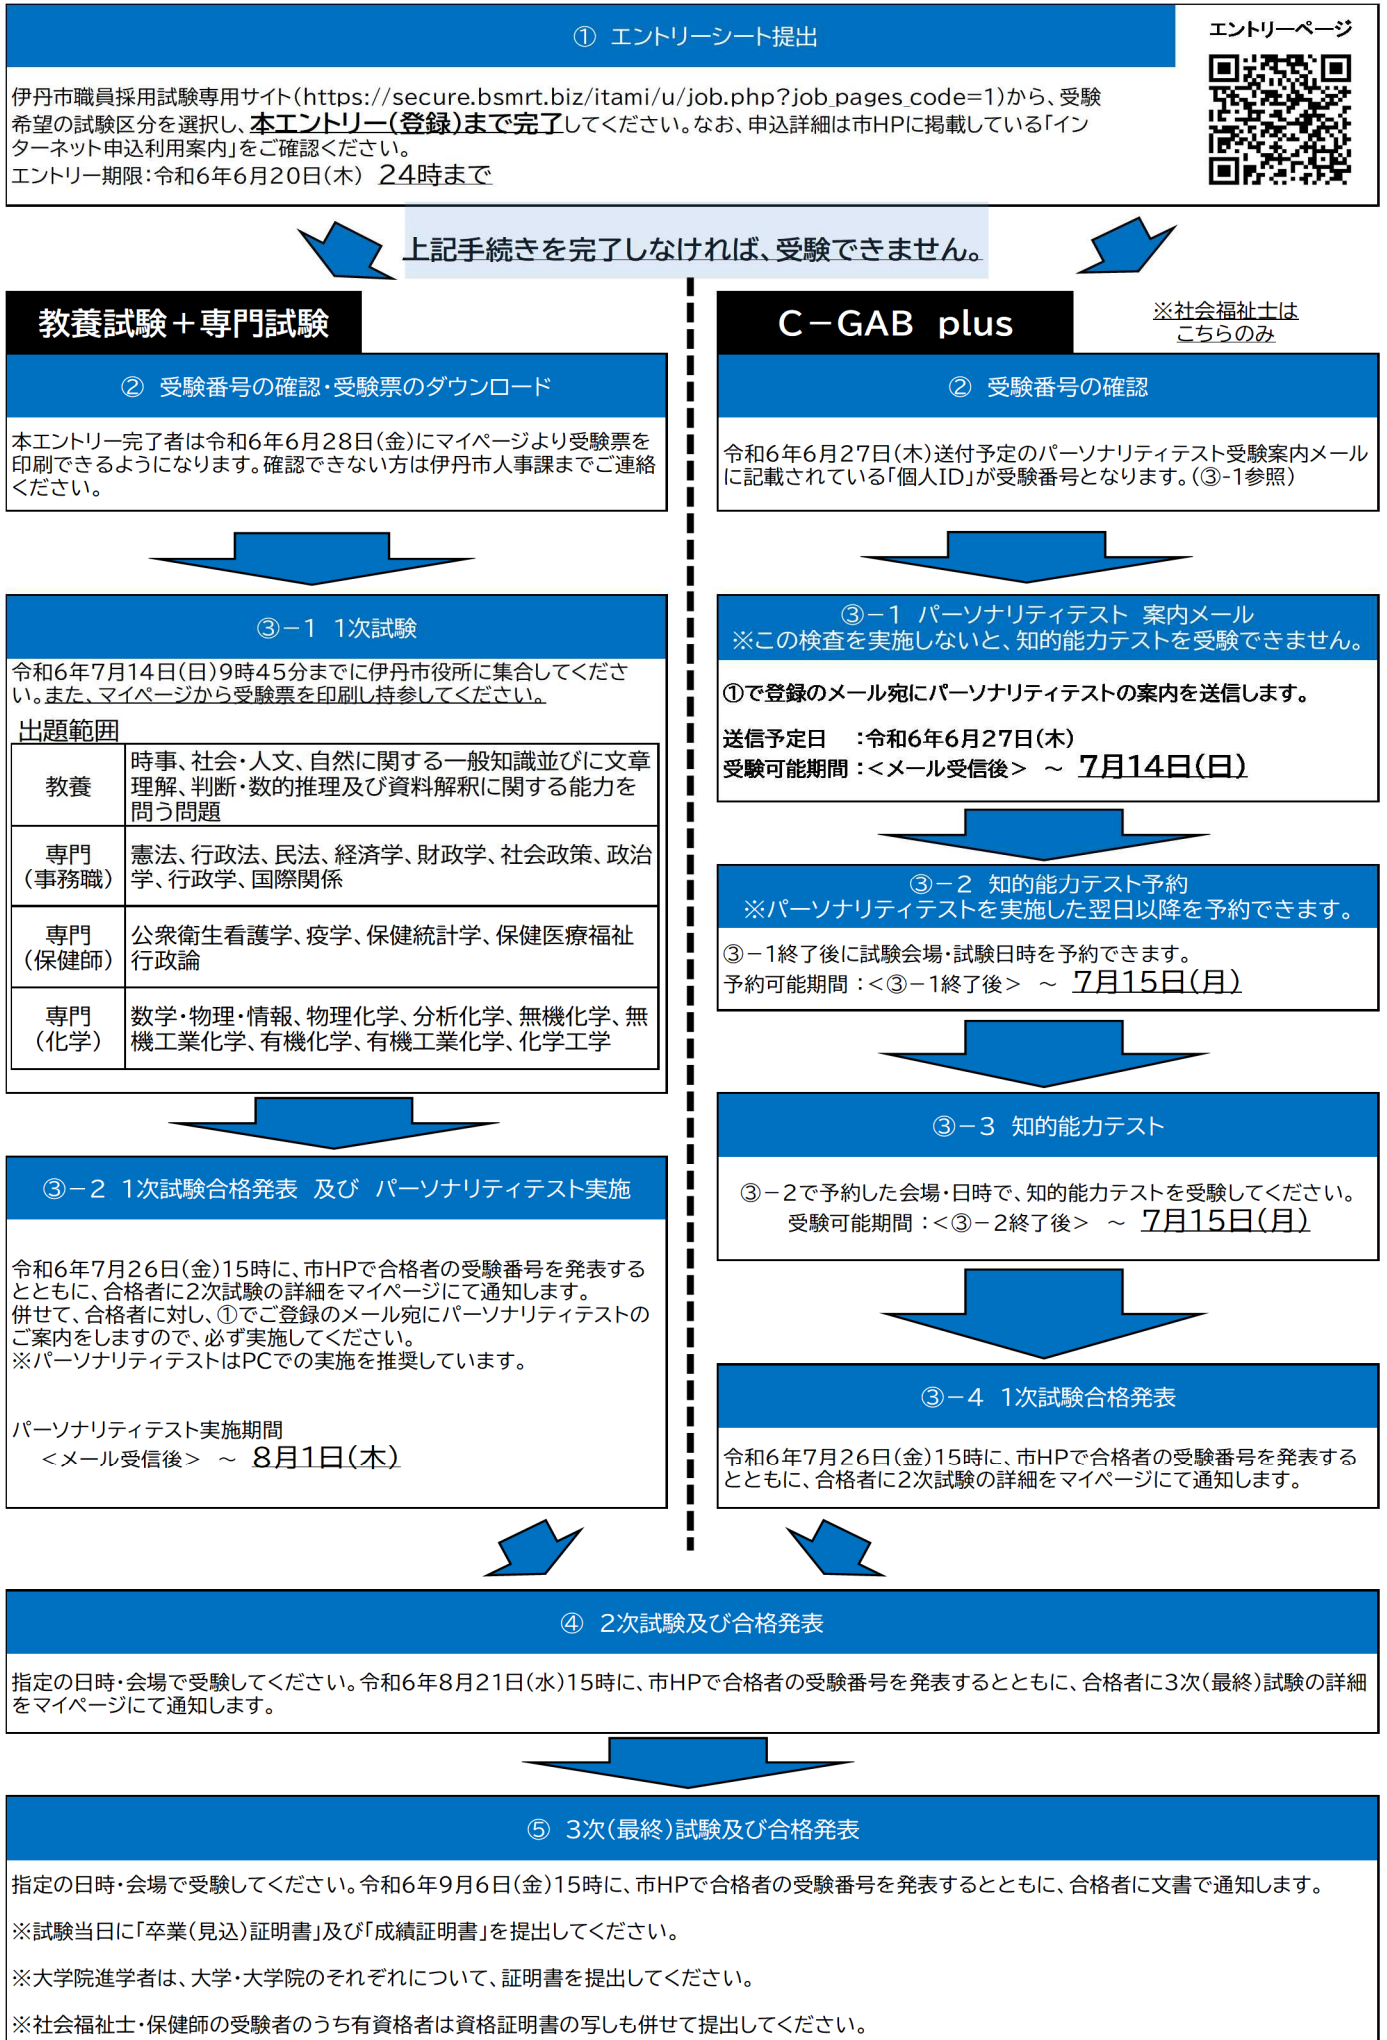 ① エントリーシート提出
エントリーページ
伊丹市職員採用試験専用サイト(https://secure.bsmrt.biz/itami/u/job.php?job_pages_code=1)から、受験
希望の試験区分を選択し、本エントリー(登録)まで完了してください。なお、申込詳細は市HPに掲載している「イン
ターネット申込利用案内」をご確認ください。
エントリー期限:令和6年6月20日(木) 24時まで
上記手続きを完了しなければ、受験できません。
教養試験+専門試験
② 受験番号の確認・受験票のダウンロード
本エントリー完了者は令和6年6月28日(金)にマイページより受験票を
印刷できるようになります。確認できない方は伊丹市人事課までご連絡
ください。
③-1 1次試験
令和6年7月14日(日)9時45分までに伊丹市役所に集合してくださ
い。また、マイページから受験票を印刷し持参してください。
出題範囲
教養
時事、社会・人文、自然に関する一般知識並びに文章
理解、判断・数的推理及び資料解釈に関する能力を
問う問題
専門
(事務職)
憲法、行政法、民法、経済学、財政学、社会政策、政治
学、行政学、国際関係
専門
(保健師)
公衆衛生看護学、疫学、保健統計学、保健医療福祉
行政論
専門
(化学)
数学・物理・情報、物理化学、分析化学、無機化学、無
機工業化学、有機化学、有機工業化学、化学工学
③-2 1次試験合格発表 及び パーソナリティテスト実施
令和6年7月26日(金)15時に、市HPで合格者の受験番号を発表する
とともに、合格者に2次試験の詳細をマイページにて通知します。
併せて、合格者に対し、①でご登録のメール宛にパーソナリティテストの
ご案内をしますので、必ず実施してください。
※パーソナリティテストはPCでの実施を推奨しています。
パーソナリティテスト実施期間
<メール受信後> ~ 8月1日(木)
C-GAB plus
※社会福祉士は
こちらのみ
② 受験番号の確認
令和6年6月27日(木)送付予定のパーソナリティテスト受験案内メール
に記載されている「個人ID」が受験番号となります。(③-1参照)
③-1 パーソナリティテスト 案内メール
※この検査を実施しないと、知的能力テストを受験できません。
①で登録のメール宛にパーソナリティテストの案内を送信します。
送信予定日 :令和6年6月27日(木)
受験可能期間:<メール受信後> ~ 7月14日(日)
③-2 知的能力テスト予約
※パーソナリティテストを実施した翌日以降を予約できます。
③-1終了後に試験会場・試験日時を予約できます。
予約可能期間:<③-1終了後> ~ 7月15日(月)
③-3 知的能力テスト
③-2で予約した会場・日時で、知的能力テストを受験してください。
受験可能期間:<③-2終了後> ~ 7月15日(月)
③-4 1次試験合格発表
令和6年7月26日(金)15時に、市HPで合格者の受験番号を発表する
とともに、合格者に2次試験の詳細をマイページにて通知します。
④ 2次試験及び合格発表
指定の日時・会場で受験してください。令和6年8月21日(水)15時に、市HPで合格者の受験番号を発表するとともに、合格者に3次(最終)試験の詳細
をマイページにて通知します。
⑤ 3次(最終)試験及び合格発表
指定の日時・会場で受験してください。令和6年9月6日(金)15時に、市HPで合格者の受験番号を発表するとともに、合格者に文書で通知します。
※試験当日に「卒業(見込)証明書」及び「成績証明書」を提出してください。
※大学院進学者は、大学・大学院のそれぞれについて、証明書を提出してください。
※社会福祉士・保健師の受験者のうち有資格者は資格証明書の写しも併せて提出してください。